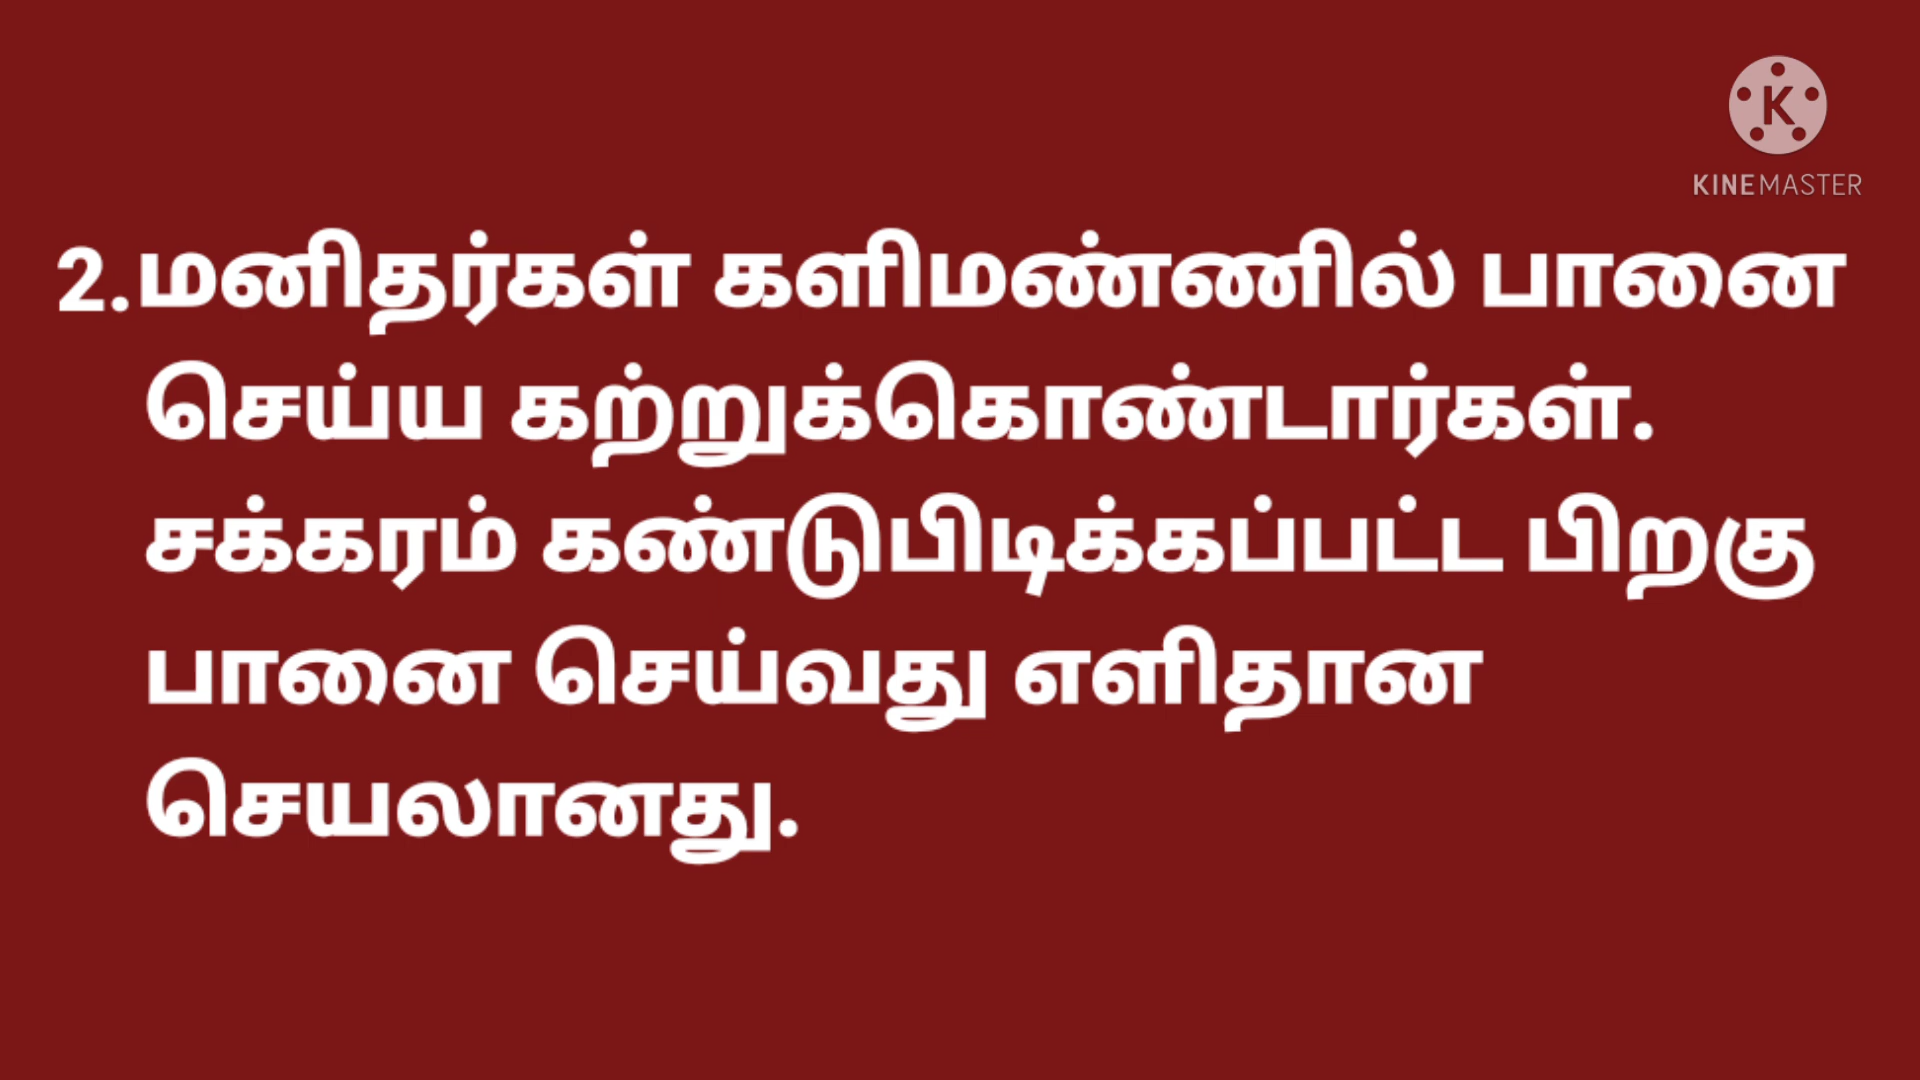 K
KINEMASTER
2.மனிதர்கள் களிமண்ணில் பானை
செய்ய கற்றுக்கொண்டார்கள்.
சக்கரம் கண்டுபிடிக்கப்பட்ட பிறகு
பானை செய்வது எளிதான
செயலானது.